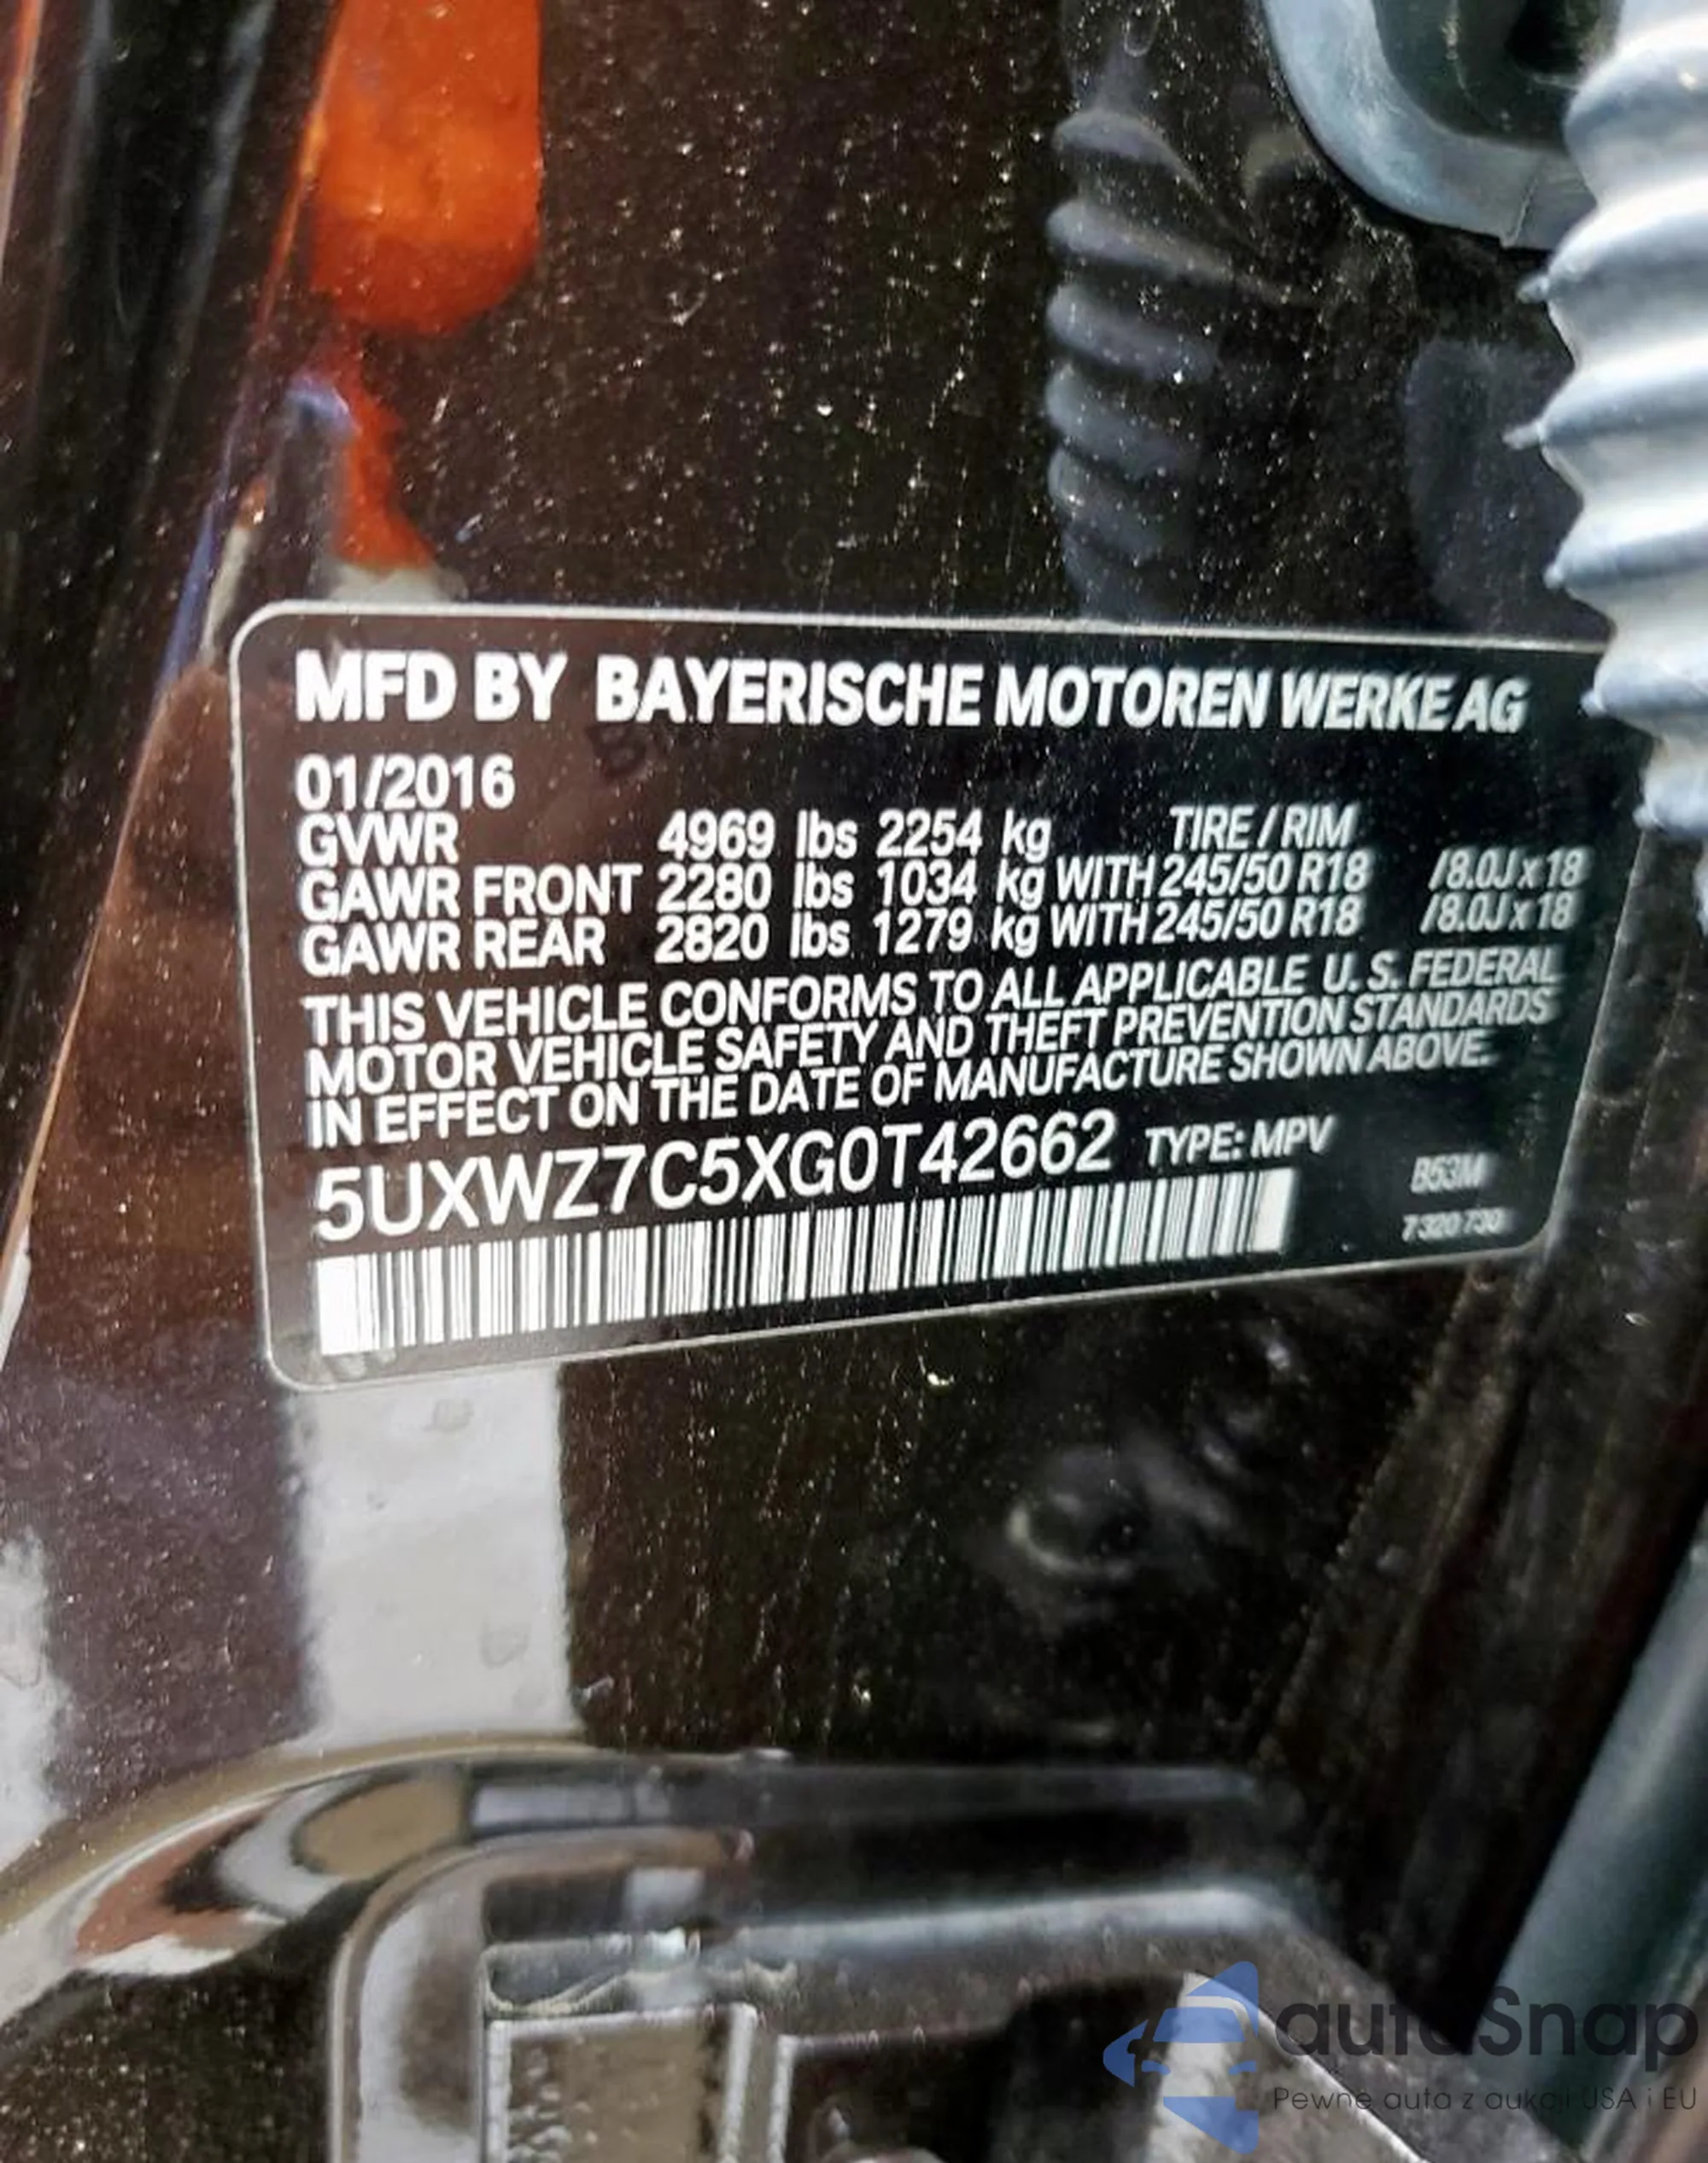 MFD BY BAYERISCHE MOTOREN WERKE AG
01/2016
GVWR 4969 lbs 2254 kg TIRE / RIM
GAWR FRONT 2280 lbs 1034 kg WITH 245/50 R18 /8.0J x 18
GAWR REAR 2820 lbs 1279 kg WITH 245/50 R18 /8.0J x 18
THIS VEHICLE CONFORMS TO ALL APPLICABLE U. S. FEDERAL
MOTOR VEHICLE SAFETY AND THEFT PREVENTION STANDARDS
IN EFFECT ON THE DATE OF MANUFACTURE SHOWN ABOVE.
5UXWZ7C5XG0T42662 TYPE: MPV
B53M
7 320 730
autoSnap
Pewne auta z aukcji USA i EU